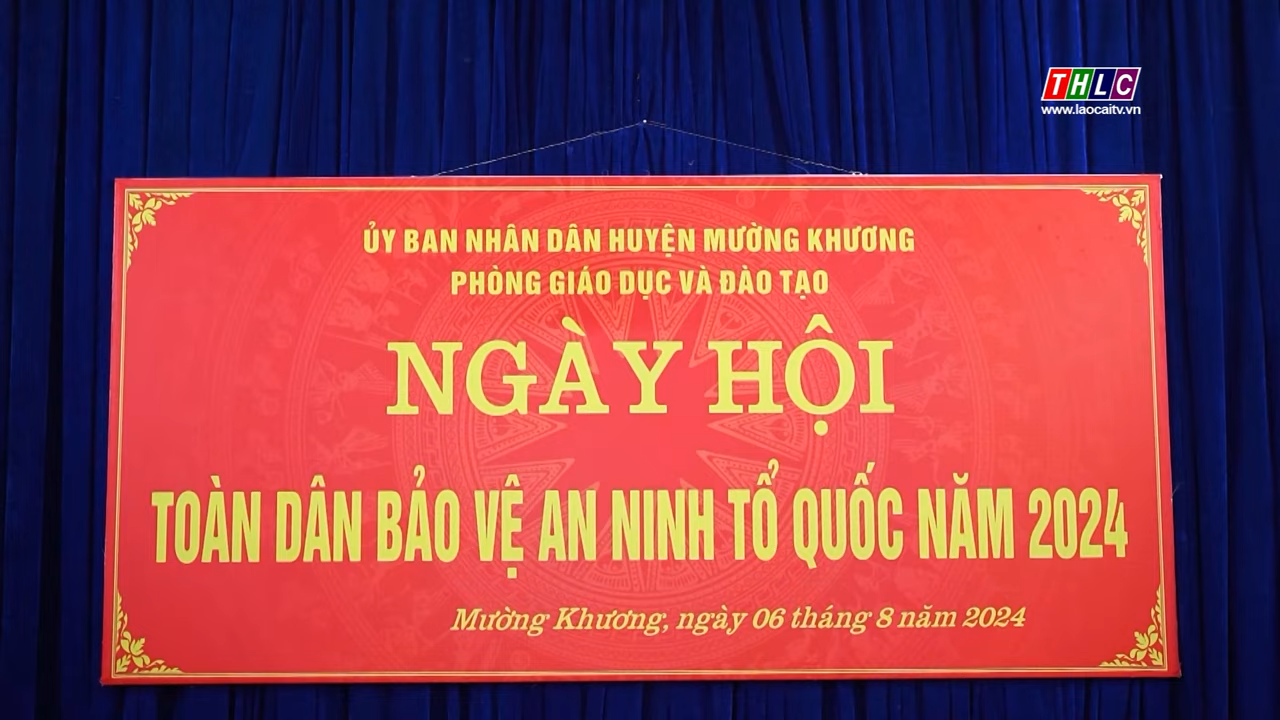 THLC
www.laocaitv.vn
ỦY BAN NHÂN DÂN HUYỆN MƯỜNG KHƯƠNG
PHÒNG GIÁO DỤC VÀ ĐÀO TẠO
NGÀY HỘI
TOÀN DÂN BẢO VỆ AN NINH TỔ QUỐC NĂM 2024
Mường Khương, ngày 06 tháng 8 năm 2024